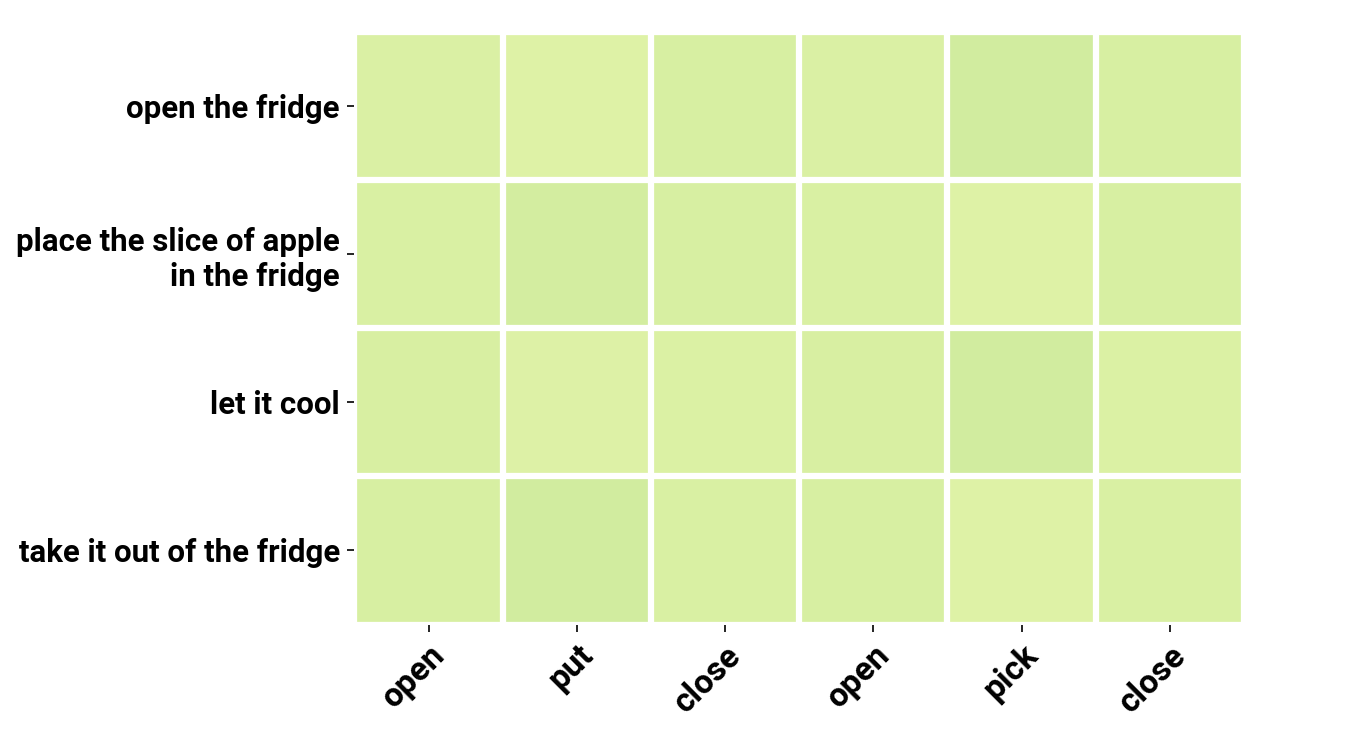 open the fridge
place the slice of apple
in the fridge
let it cool
take it out of the fridge
open
put
close
open
pick
close